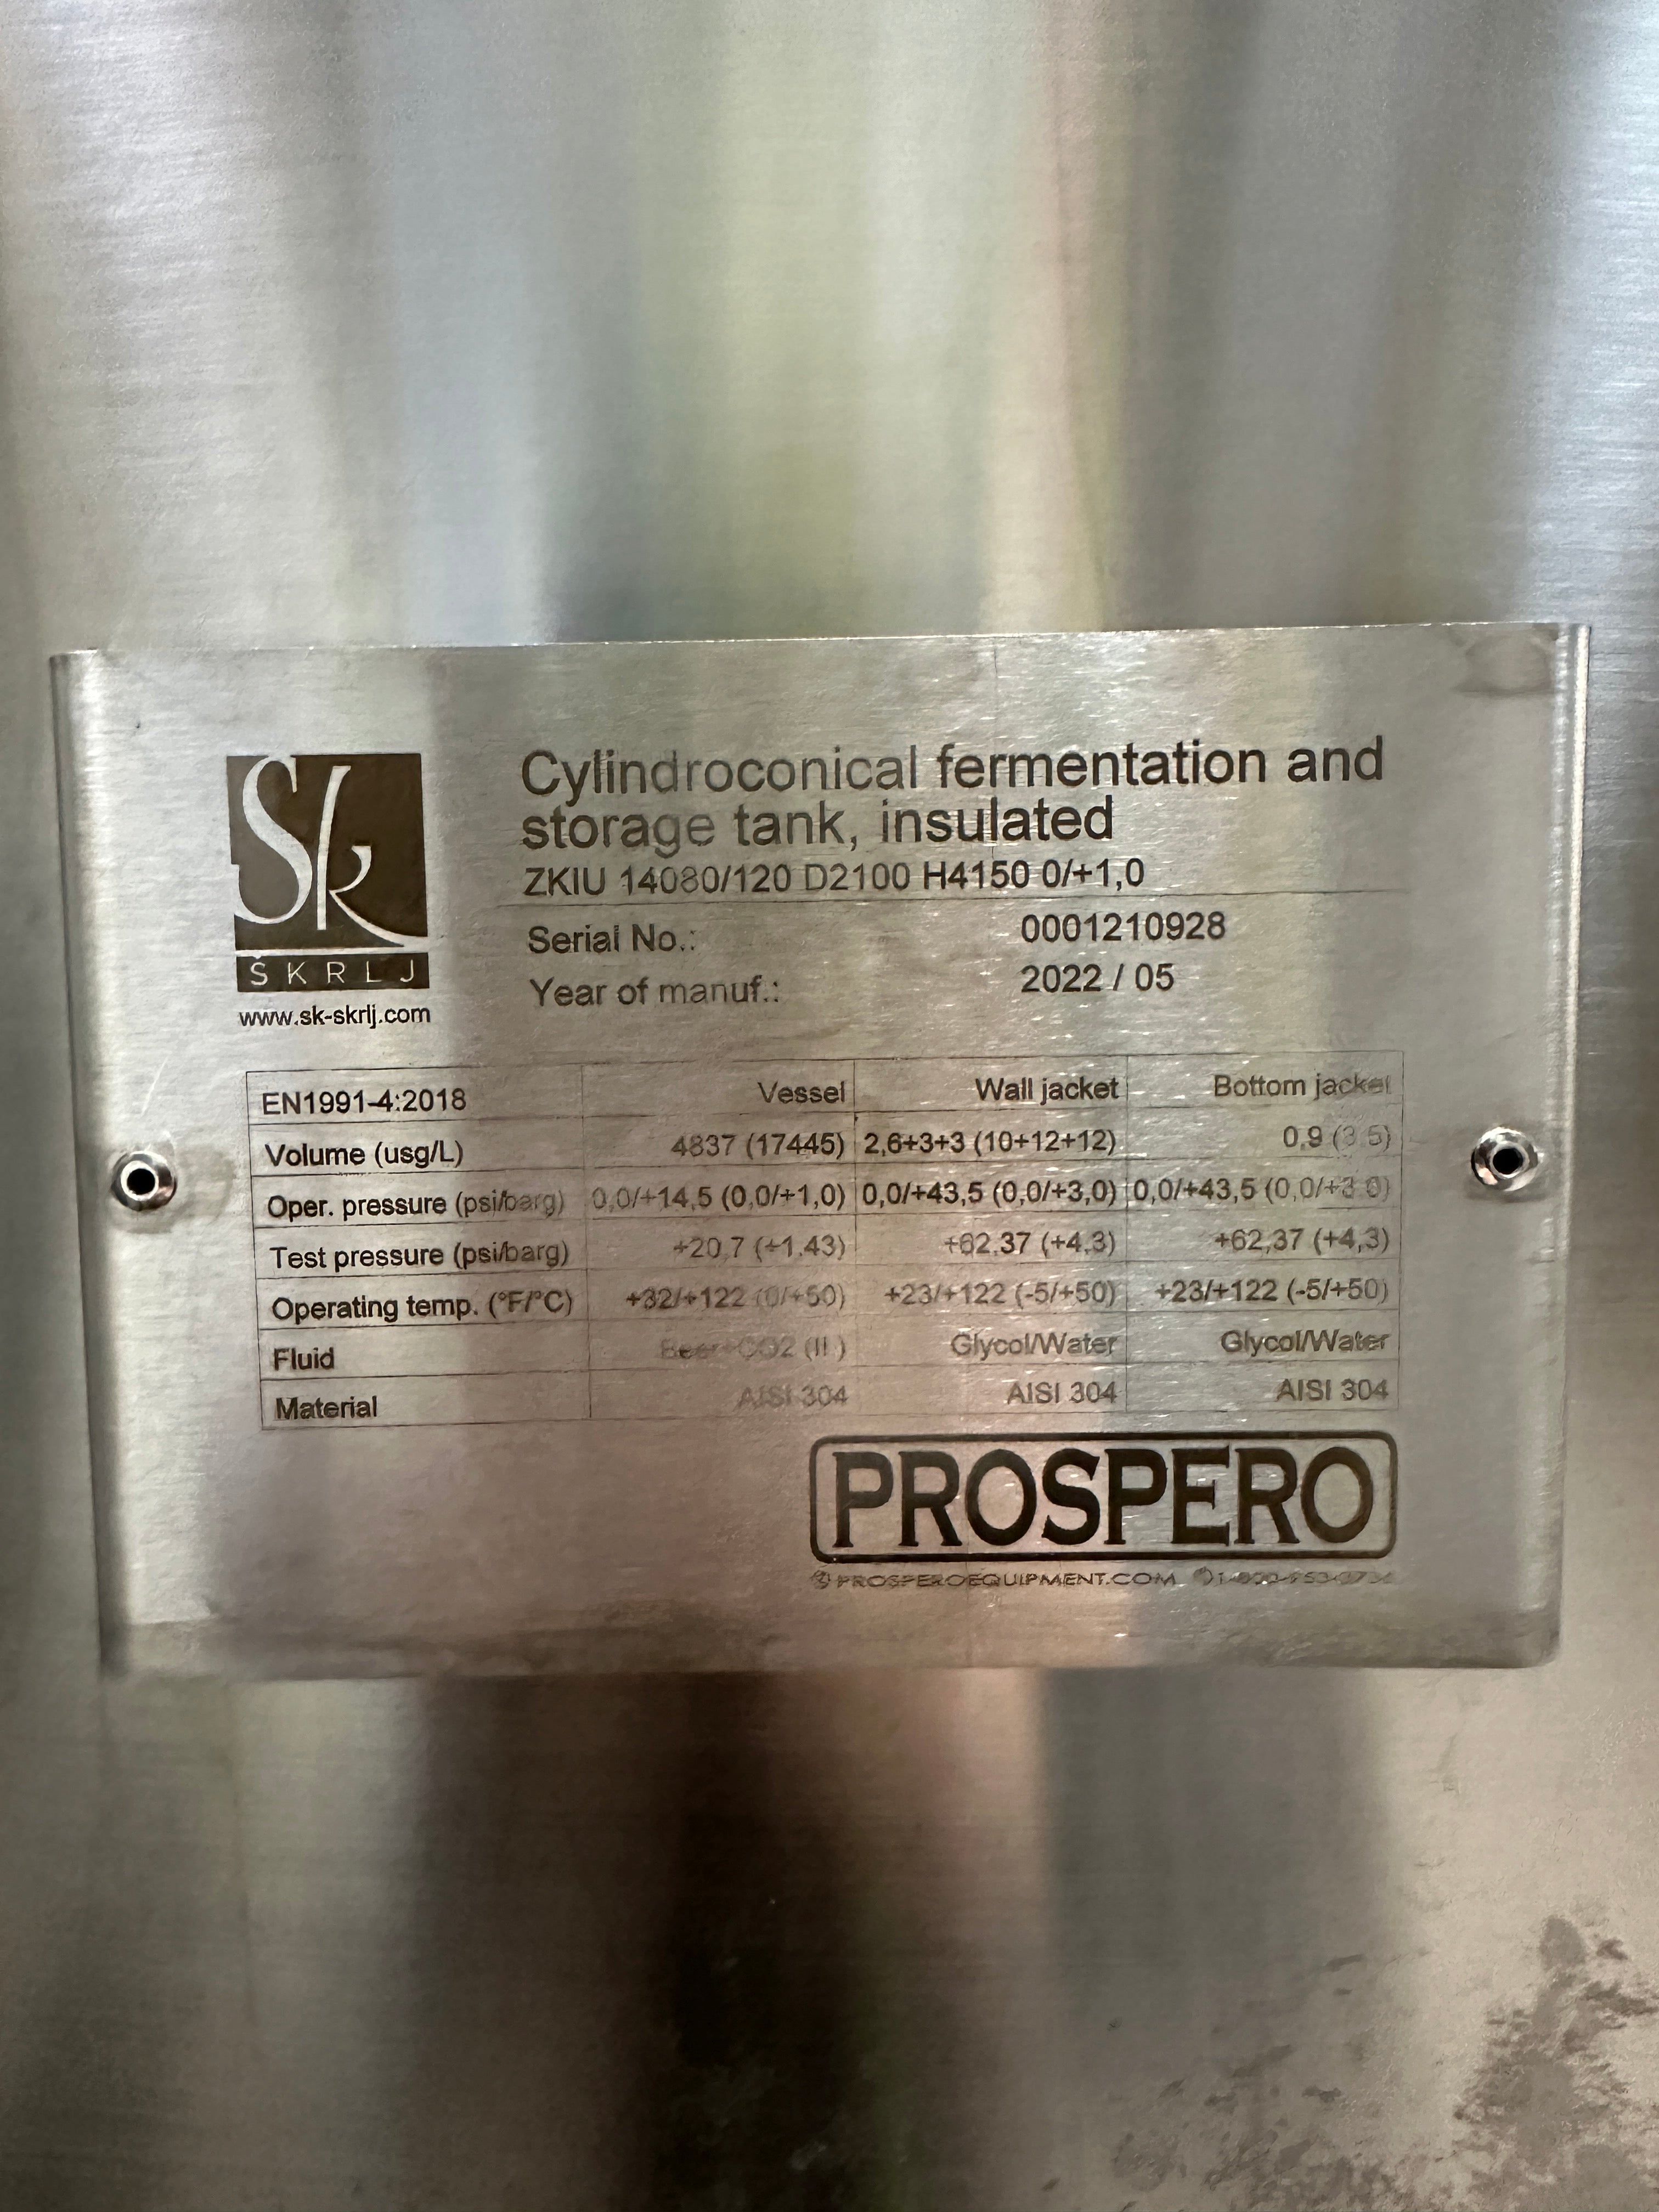 Sk
ŠKRLJ
www.sk-skrlj.com
Cylindroconical fermentation and
storage tank, insulated
ZKIU 14080/120 D2100 H4150 0/+1,0
Serial No.: 0001210928
Year of manuf.: 2022 / 05
EN1991-4:2018 Vessel Wall jacket Bottom jacket
Volume (usg/L) 4837 (17445) 2,6+3+3 (10+12+12) 0,9 (3,5)
Oper. pressure (psi/barg) 0,0/+14,5 (0,0/+1,0) 0,0/+43,5 (0,0/+3,0) 0,0/+43,5 (0,0/+3,0)
Test pressure (psi/barg) +20,7 (+1,43) +62,37 (+4,3) +62,37 (+4,3)
Operating temp. (°F/°C) +32/+122 (0/+50) +23/+122 (-5/+50) +23/+122 (-5/+50)
Fluid Beer+CO2 (II.) Glycol/Water Glycol/Water
Material AISI 304 AISI 304 AISI 304
PROSPERO
PROSPEROEQUIPMENT.COM